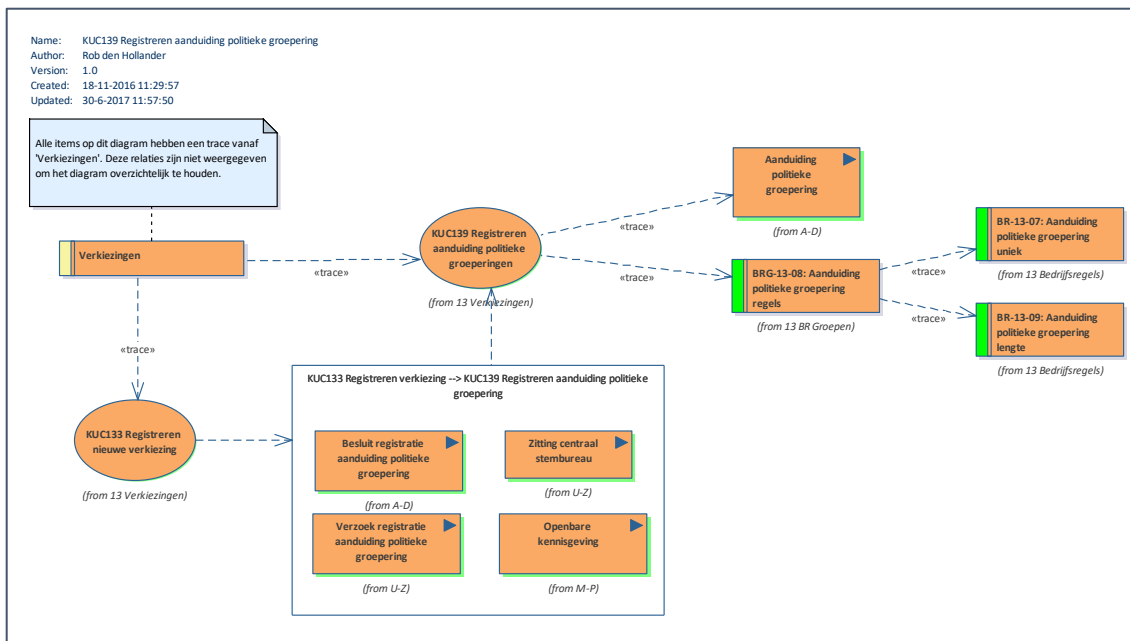 Name: KUC139 Registreren aanduiding politieke groepering
Author: Rob den Hollander
Version: 1.0
Created: 18-11-2016 11:29:57
Updated: 30-6-2017 11:57:50
Alle items op dit diagram hebben een trace vanaf
'Verkiezingen'. Deze relaties zijn niet weergegeven
om het diagram overzichtelijk te houden.
Verkiezingen
«trace»
«trace»
KUC133 Registreren
nieuwe verkiezing
(from 13 Verkiezingen)
KUC139 Registreren
aanduiding politieke
groeperingen
(from 13 Verkiezingen)
«trace»
«trace»
Aanduiding
politieke
groepering
(from A-D)
BRG-13-08: Aanduiding
politieke groepering
regels
(from 13 BR Groepen)
«trace»
«trace»
BR-13-07: Aanduiding
politieke groepering
uniek
(from 13 Bedrijfsregels)
BR-13-09: Aanduiding
politieke groepering
lengte
(from 13 Bedrijfsregels)
KUC133 Registreren verkiezing --> KUC139 Registreren aanduiding politieke
groepering
Besluit registratie
aanduiding politieke
groepering
(from A-D)
Zitting centraal
stembureau
(from U-Z)
Verzoek registratie
aanduiding politieke
groepering
(from U-Z)
Openbare
kennisgeving
(from M-P)